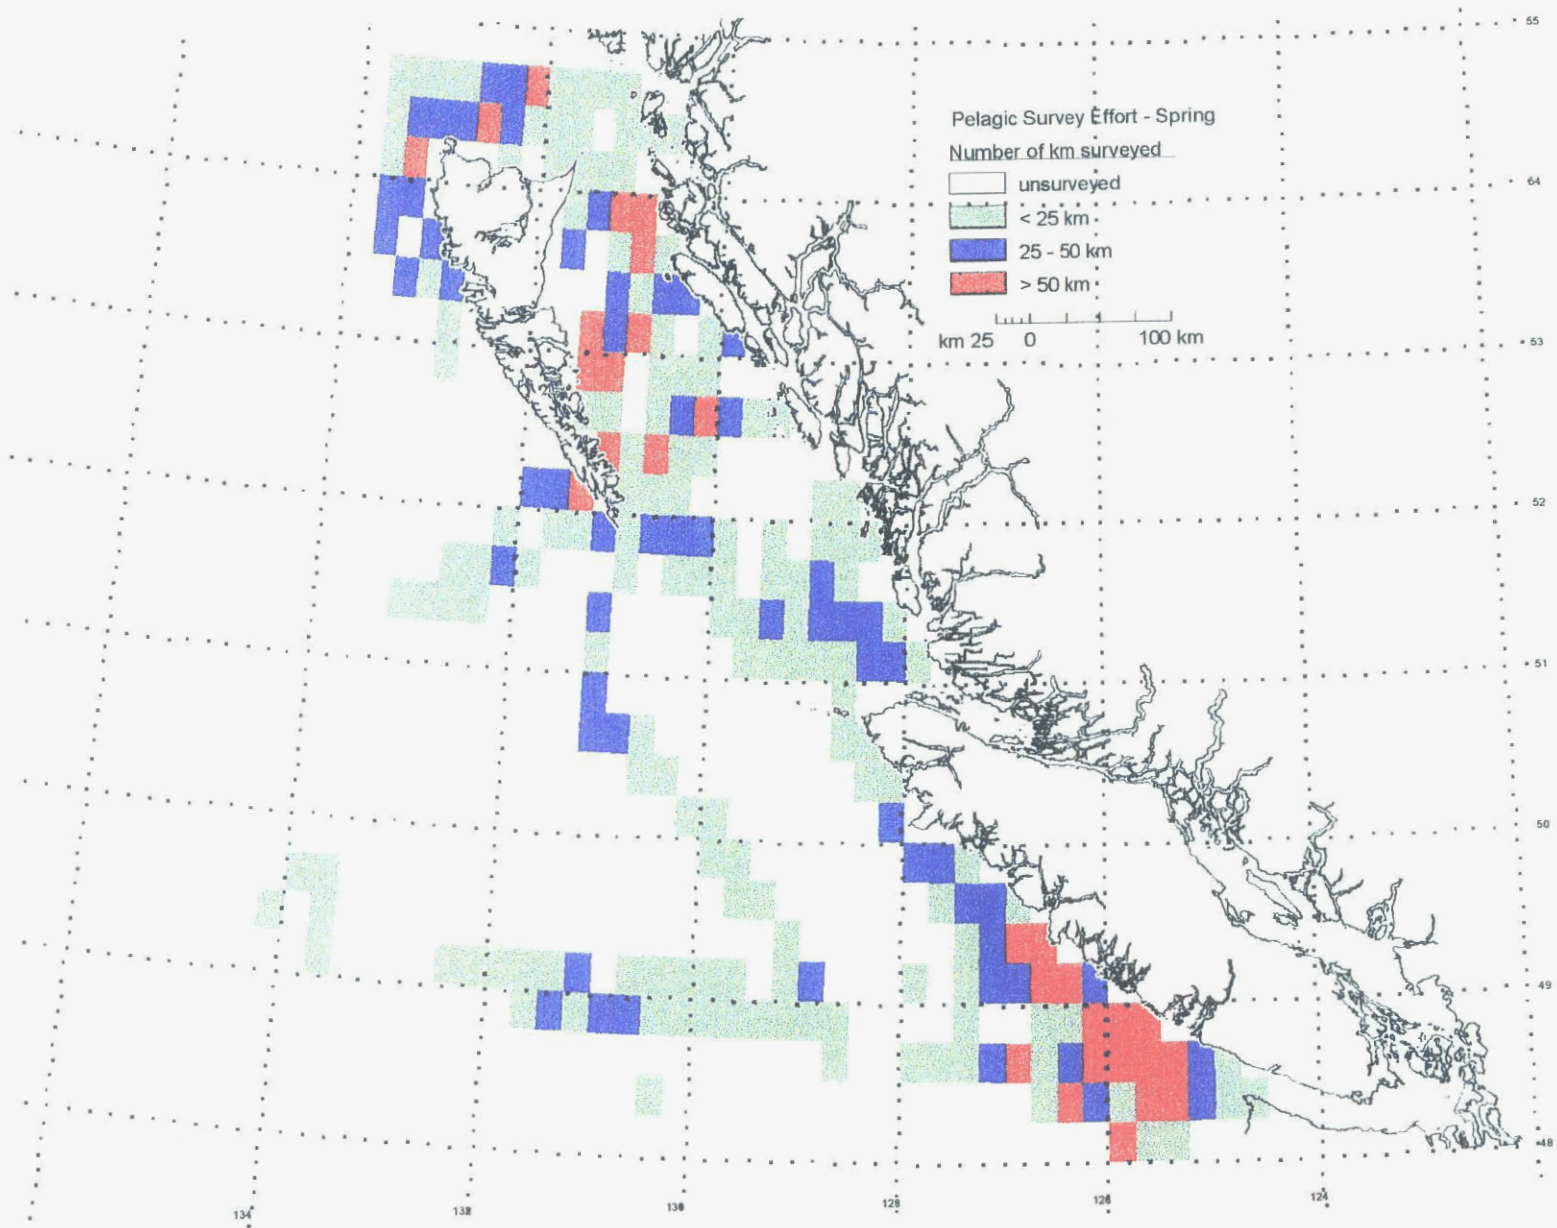 55
Pelagic Survey Effort - Spring
Number of km surveyed
unsurveyed
< 25 km
25 - 50 km
> 50 km
km 25 0 100 km
64
53
52
51
50
49
48
134 132 130 128 126 124